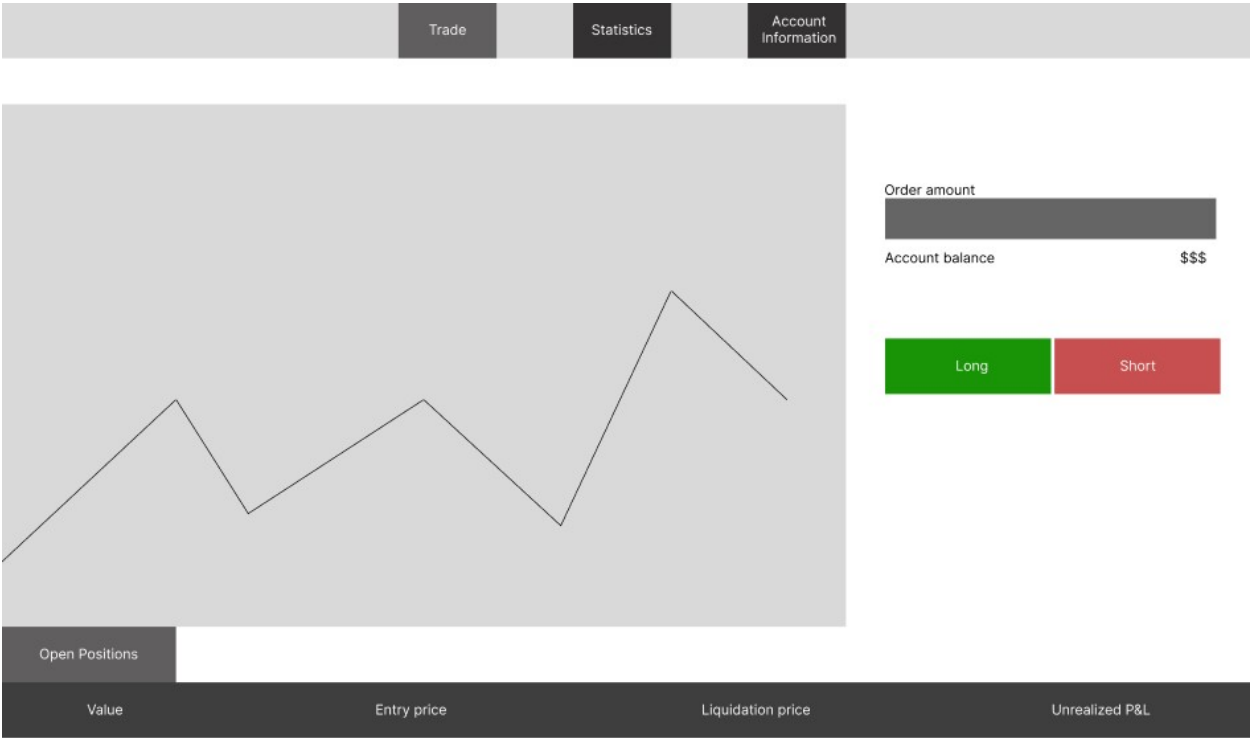 Trade
Statistics
Account
Information
Order amount
Account balance
$$$
Long
Short
Open Positions
Value
Entry price
Liquidation price
Unrealized P&L